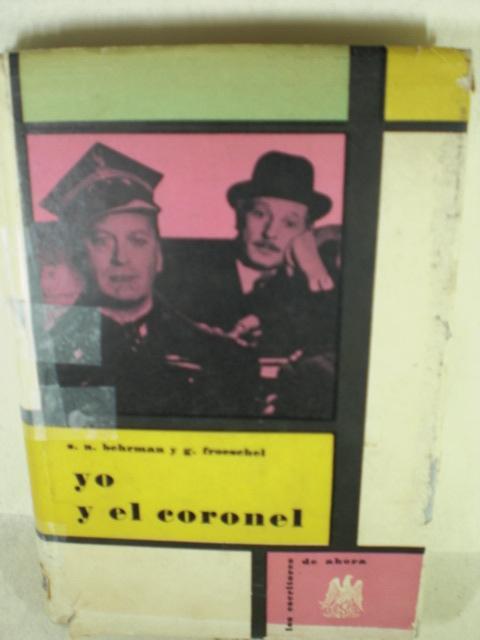 s. n. behrman y g. froeschel
yo
y el coronel
los escritores
de ahora